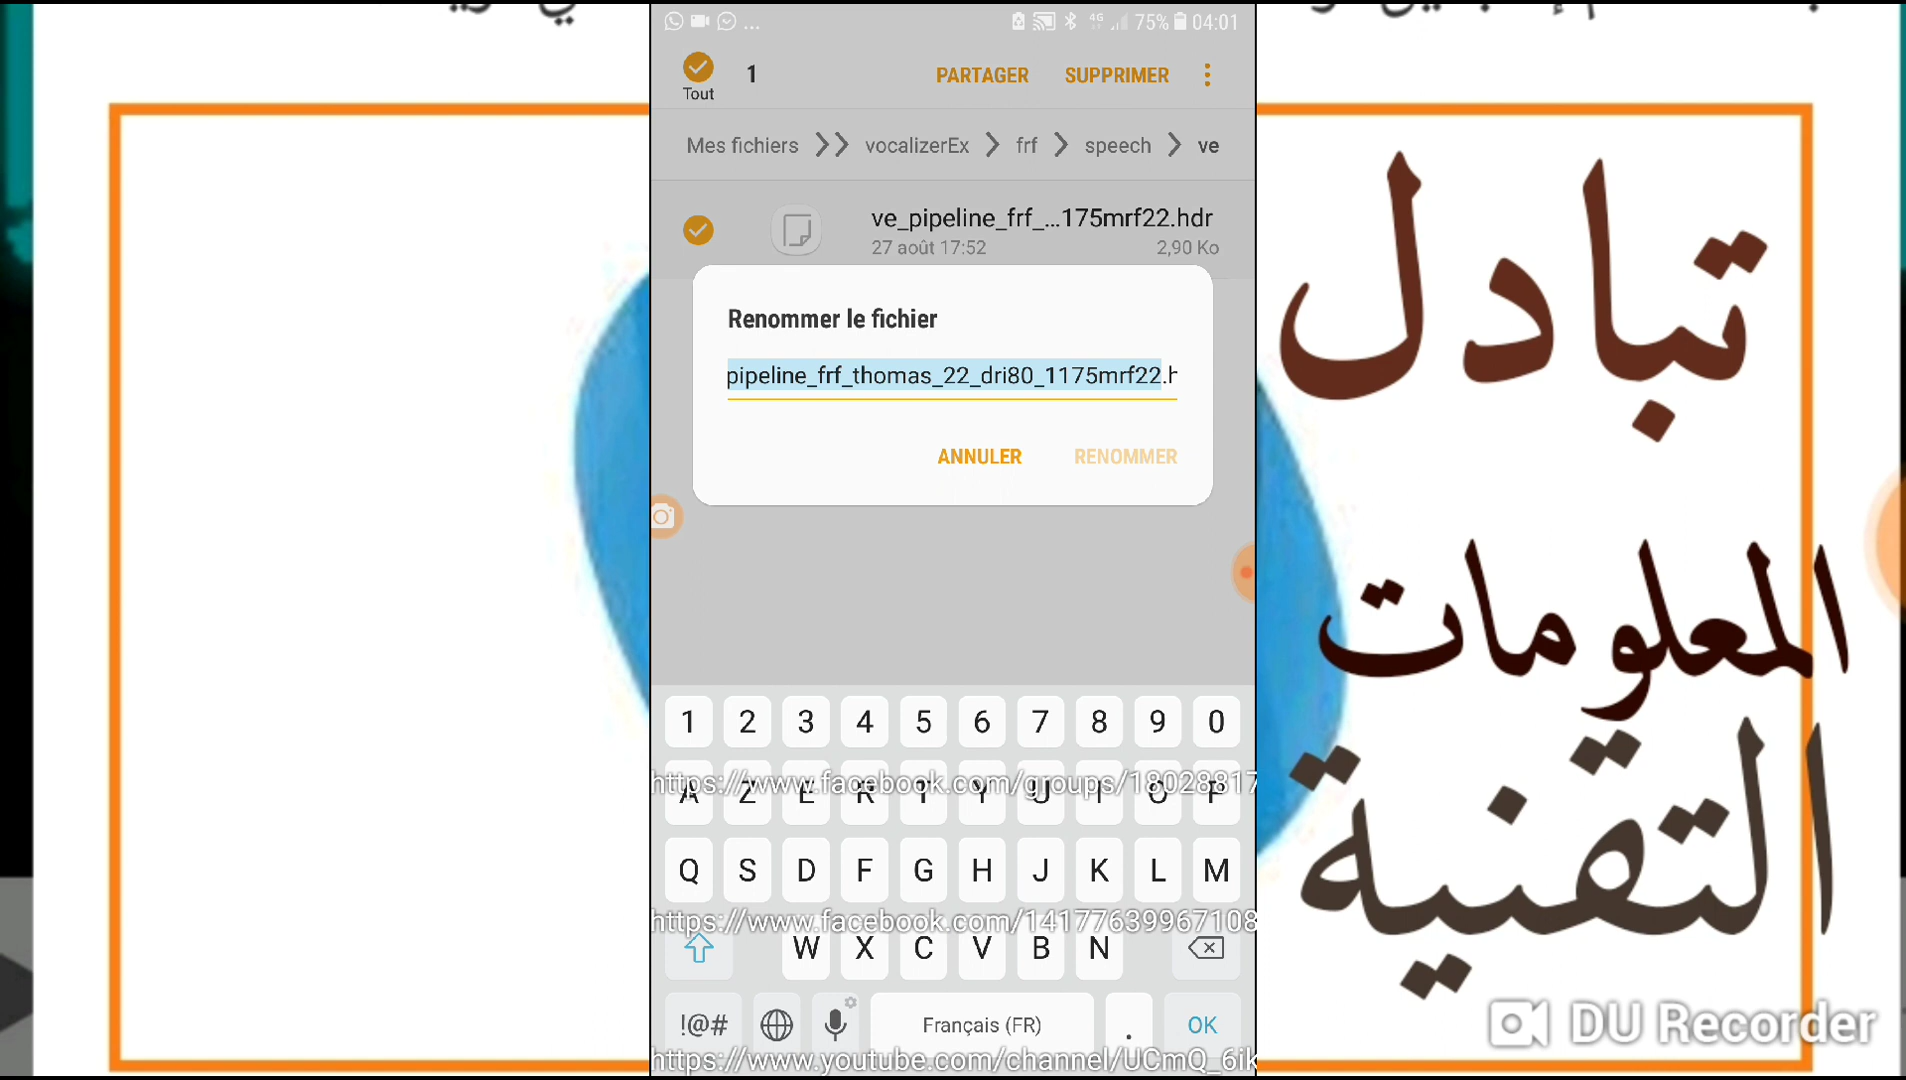 75% 04:01
Tout 1 PARTAGER SUPPRIMER
Mes fichiers vocalizerEx frf speech ve
ve_pipeline_frf_...175mrf22.hdr
27 août 17:52 2,90 Ko
Renommer le fichier
pipeline_frf_thomas_22_dri80_1175mrf22.h
ANNULER RENOMMER
1 2 3 4 5 6 7 8 9 0
https://www.facebook.com/groups/18028817
A Z E R T Y U I O P
Q S D F G H J K L M
https://www.facebook.com/14177639967108
W X C V B N
!@# Français (FR) . OK
https://www.youtube.com/channel/UCmQ_6ik
تبادل
المعلومات
التقنية
DU Recorder